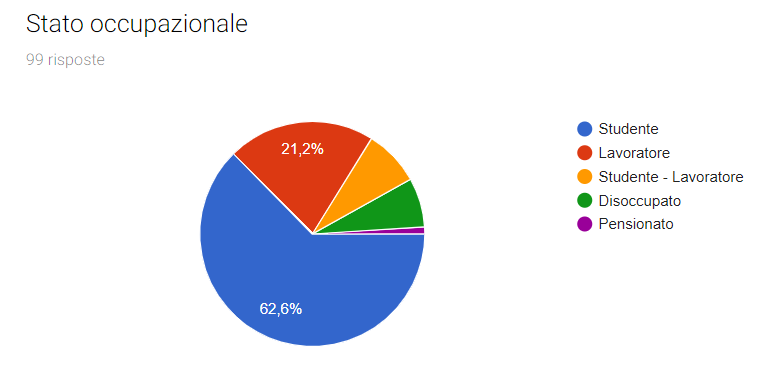 Stato occupazionale
99 risposte
21,2%
62,6%
Studente
Lavoratore
Studente - Lavoratore
Disoccupato
Pensionato